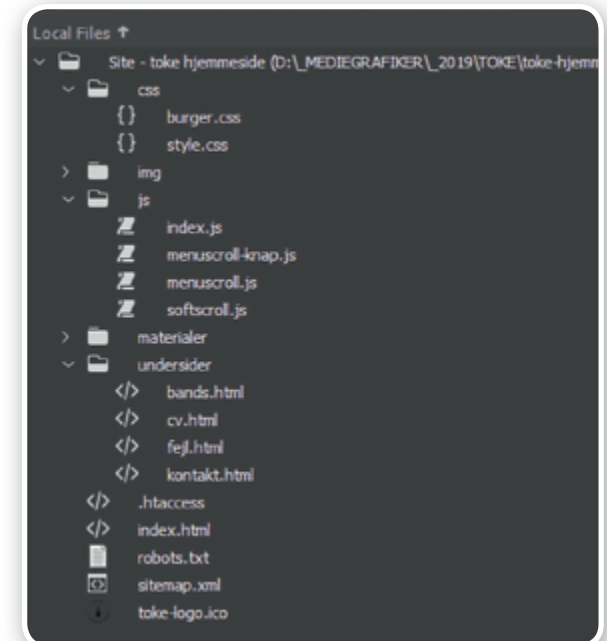 Local Files ↑
Site - toke hjemmeside (D:\_MEDIEGRAFIKER\_2019\TOKE\toke-hjemm
css
{} burger.css
{} style.css
img
js
index.js
menuscroll-knap.js
menuscroll.js
softscroll.js
materialer
undersider
</> bands.html
</> cv.html
</> fejl.html
</> kontakt.html
</> .htaccess
</> index.html
robots.txt
sitemap.xml
toke-logo.ico